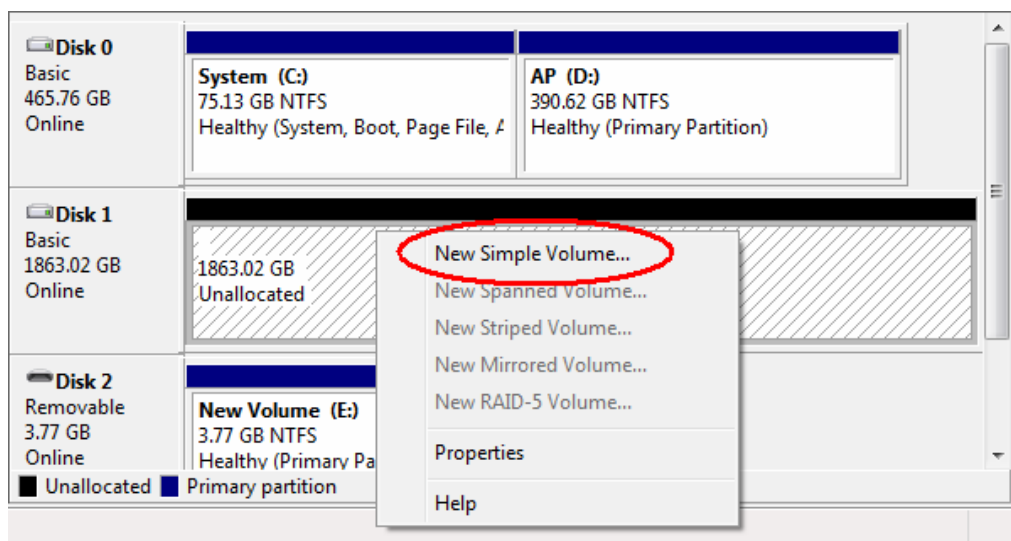 Disk 0
Basic
465.76 GB
Online
System (C:)
75.13 GB NTFS
Healthy (System, Boot, Page File, A
AP (D:)
390.62 GB NTFS
Healthy (Primary Partition)
Disk 1
Basic
1863.02 GB
Online
1863.02 GB
Unallocated
New Simple Volume...
New Spanned Volume...
New Striped Volume...
New Mirrored Volume...
New RAID-5 Volume...
Properties
Help
Disk 2
Removable
3.77 GB
Online
New Volume (E:)
3.77 GB NTFS
Healthy (Primary Pa
Unallocated Primary partition